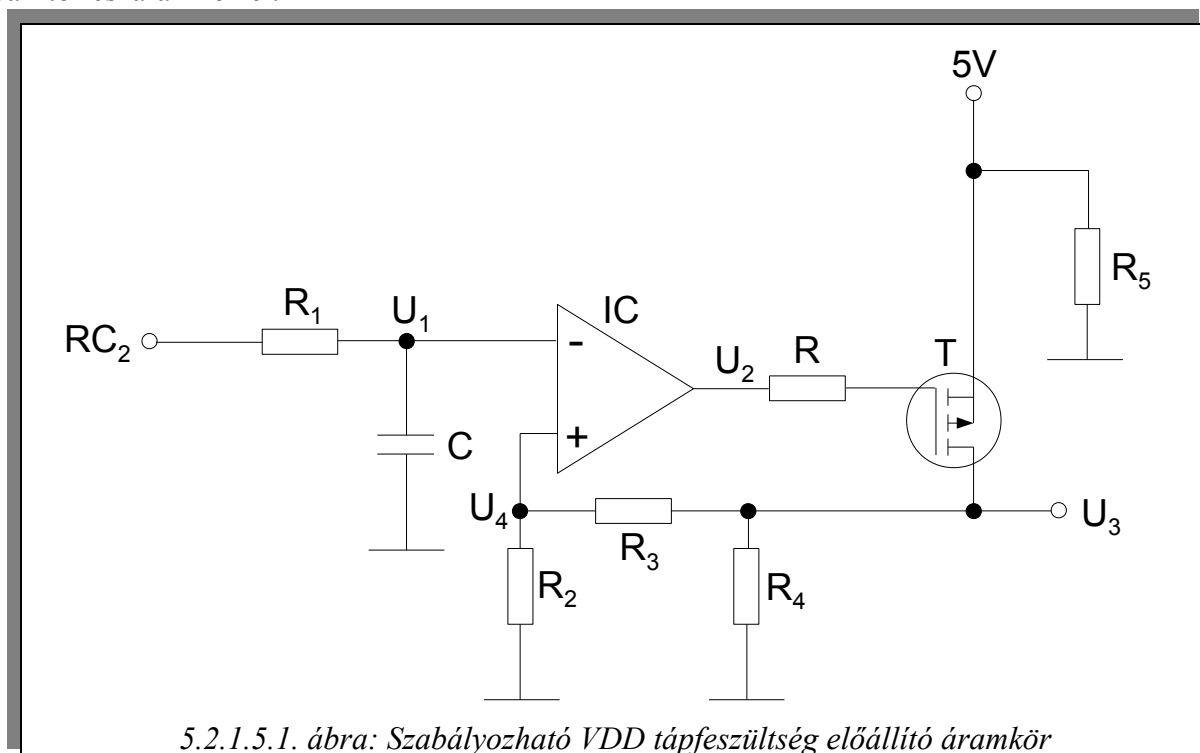 5V
R₅
R₁
U₁
IC
RC₂
-
U₂
R
T
+
C
U₄
R₃
U₃
R₂
R₄
5.2.1.5.1. ábra: Szabályozható VDD tápfeszültség előállító áramkör